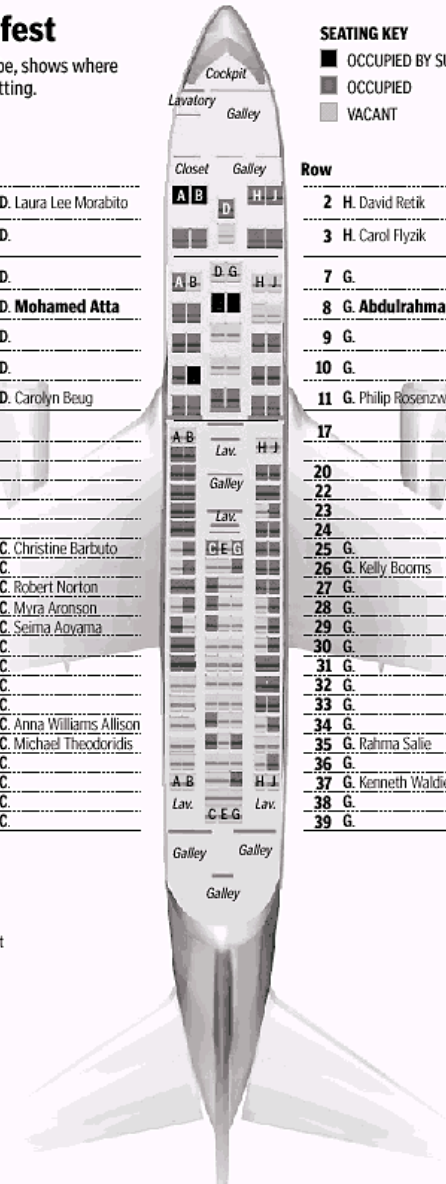 fest
pe, shows where
tting.
SEATING KEY
OCCUPIED BY SU
OCCUPIED
VACANT
Cockpit
Lavatory
Galley
Closet Galley
Row
A B H J
D
D. Laura Lee Morabito
2 H. David Retik
D.
3 H. Carol Flyzik
D G
A B H J
D.
7 G.
D. Mohamed Atta
8 G. Abdulrahma
D.
9 G.
D.
10 G.
D. Carolyn Beug
11 G. Philip Rosenzw
17
A B H J
Lav.
20
Galley
22
23
Lav.
24
C. Christine Barbuto
C E G
25 G.
C.
26 G. Kelly Booms
C. Robert Norton
27 G.
C. Myra Aronson
28 G.
C. Seima Aoyama
29 G.
C.
30 G.
C.
31 G.
C.
32 G.
C.
33 G.
C. Anna Williams Allison
34 G.
C. Michael Theodoridis
35 G. Rahma Salie
C.
36 G.
C.
A B H J
37 G. Kenneth Waldie
C.
Lav. Lav.
38 G.
C.
C E G
39 G.
Galley Galley
Galley
t